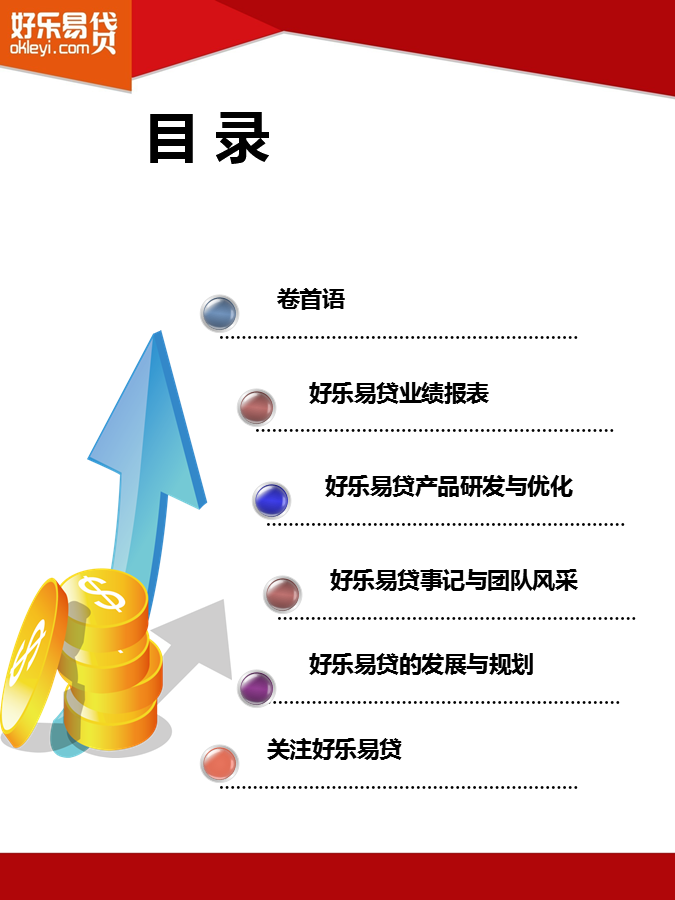 好乐易贷
okleyi.com
目 录
卷首语
好乐易贷业绩报表
好乐易贷产品研发与优化
好乐易贷事记与团队风采
好乐易贷的发展与规划
关注好乐易贷
$
$